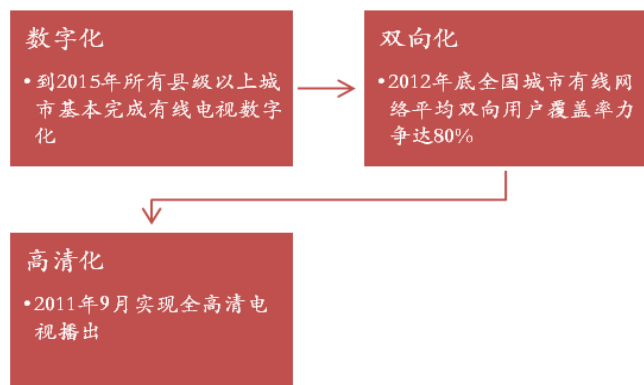 数字化
•到2015年所有县级以上城
市基本完成有线电视数字
化
双向化
•2012年底全国城市有线网
络平均双向用户覆盖率力
争达80%
高清化
•2011年9月实现全高清电
视播出